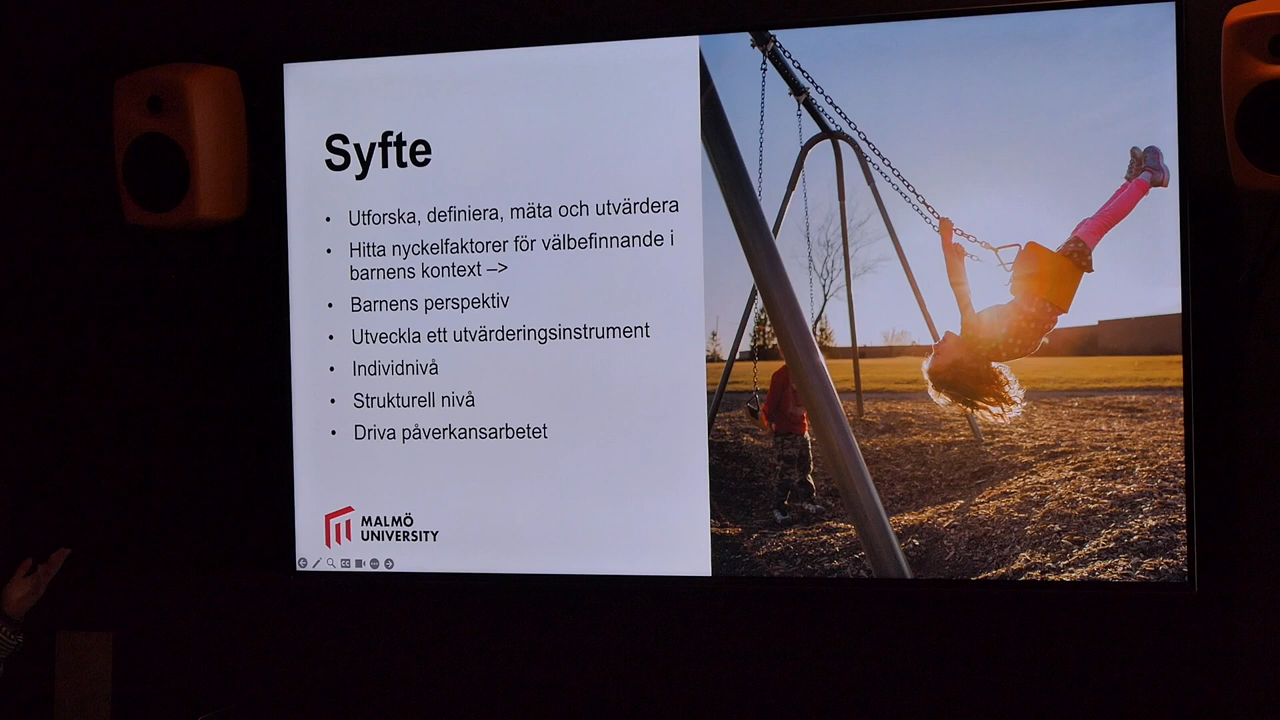 Syfte
• Utforska, definiera, mäta och utvärdera
• Hitta nyckelfaktorer för välbefinnande i
barnens kontext –>
• Barnens perspektiv
• Utveckla ett utvärderingsinstrument
• Individnivå
• Strukturell nivå
• Driva påverkansarbetet
MALMÖ
UNIVERSITY